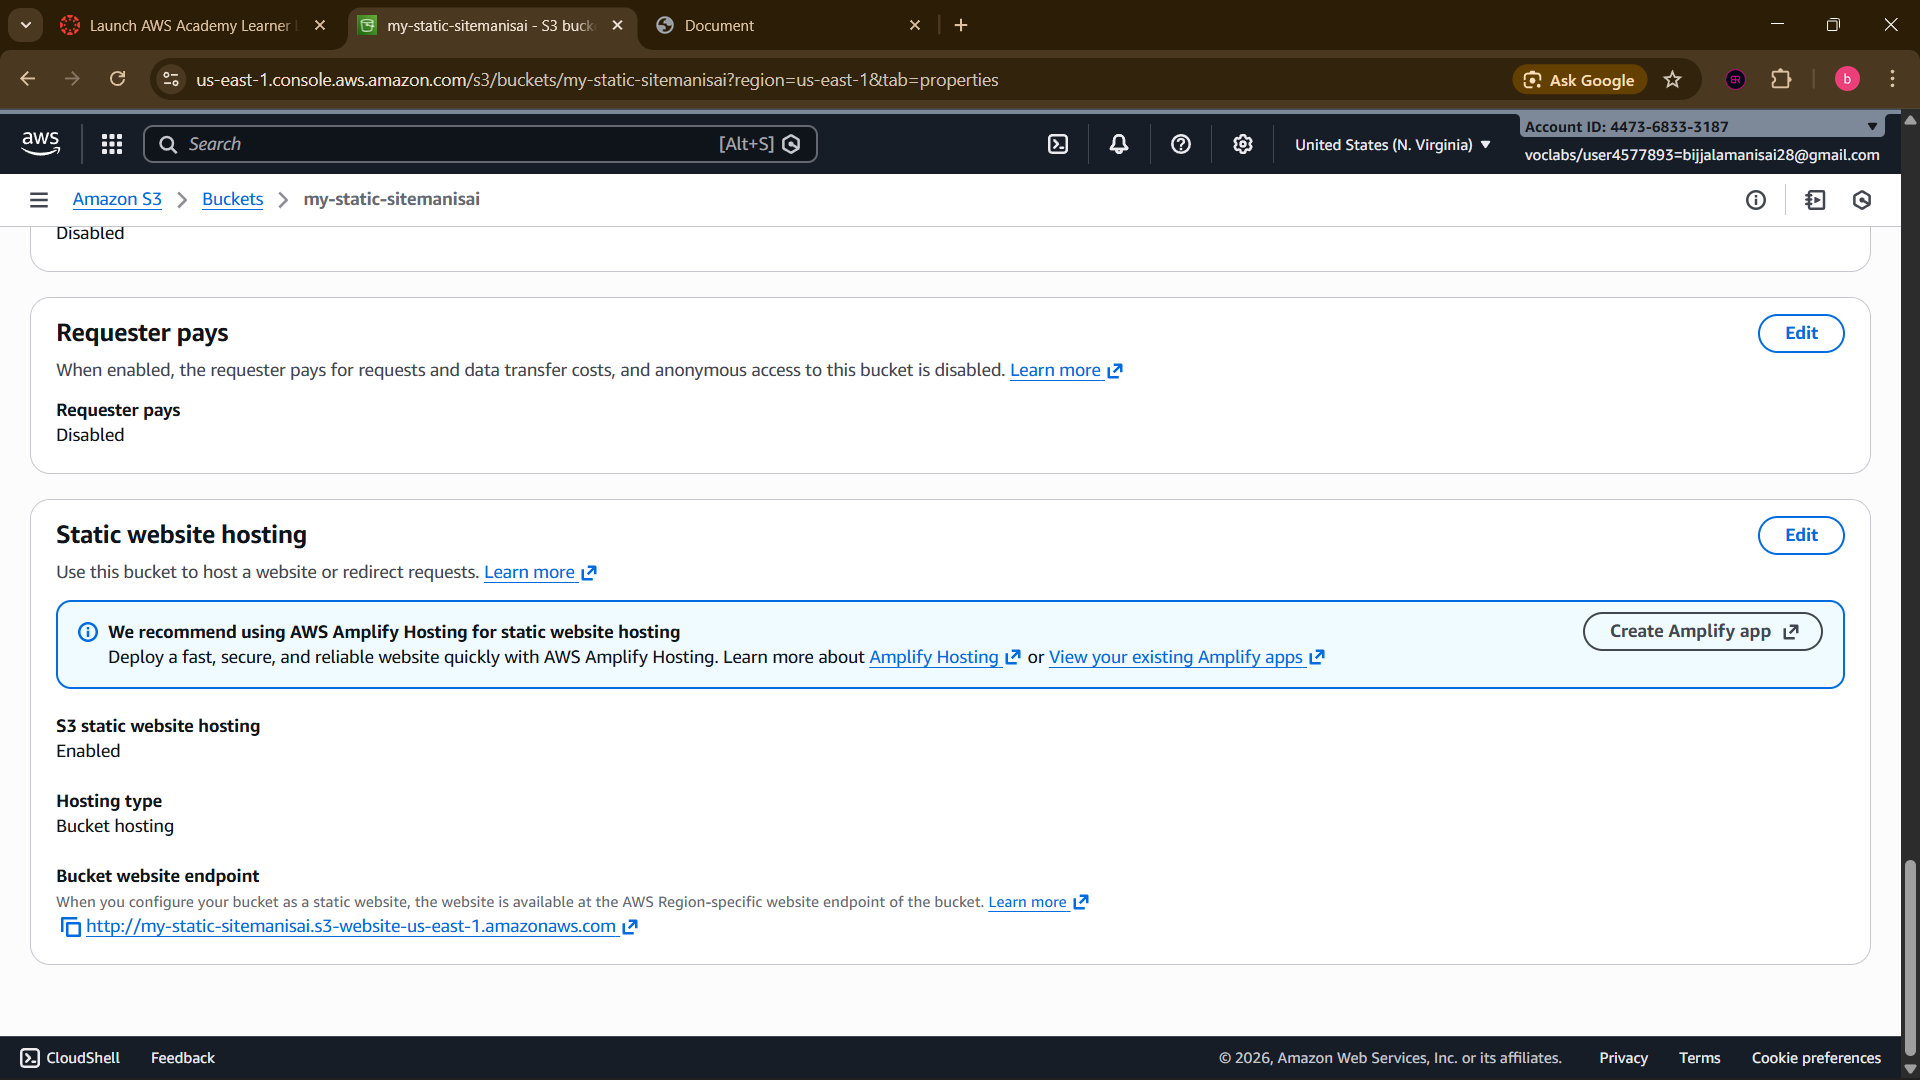 Launch AWS Academy Learner L
my-static-sitemanisai - S3 buck
Document
us-east-1.console.aws.amazon.com/s3/buckets/my-static-sitemanisai?region=us-east-1&tab=properties
Ask Google
b
aws
Search
[Alt+S]
United States (N. Virginia)
Account ID: 4473-6833-3187
voclabs/user4577893=bijjalamanisai28@gmail.com
Amazon S3
Buckets
my-static-sitemanisai
Disabled
Requester pays
Edit
When enabled, the requester pays for requests and data transfer costs, and anonymous access to this bucket is disabled. Learn more
Requester pays
Disabled
Static website hosting
Edit
Use this bucket to host a website or redirect requests. Learn more
We recommend using AWS Amplify Hosting for static website hosting
Deploy a fast, secure, and reliable website quickly with AWS Amplify Hosting. Learn more about Amplify Hosting or View your existing Amplify apps
Create Amplify app
S3 static website hosting
Enabled
Hosting type
Bucket hosting
Bucket website endpoint
When you configure your bucket as a static website, the website is available at the AWS Region-specific website endpoint of the bucket. Learn more
http://my-static-sitemanisai.s3-website-us-east-1.amazonaws.com
CloudShell
Feedback
© 2026, Amazon Web Services, Inc. or its affiliates.
Privacy
Terms
Cookie preferences